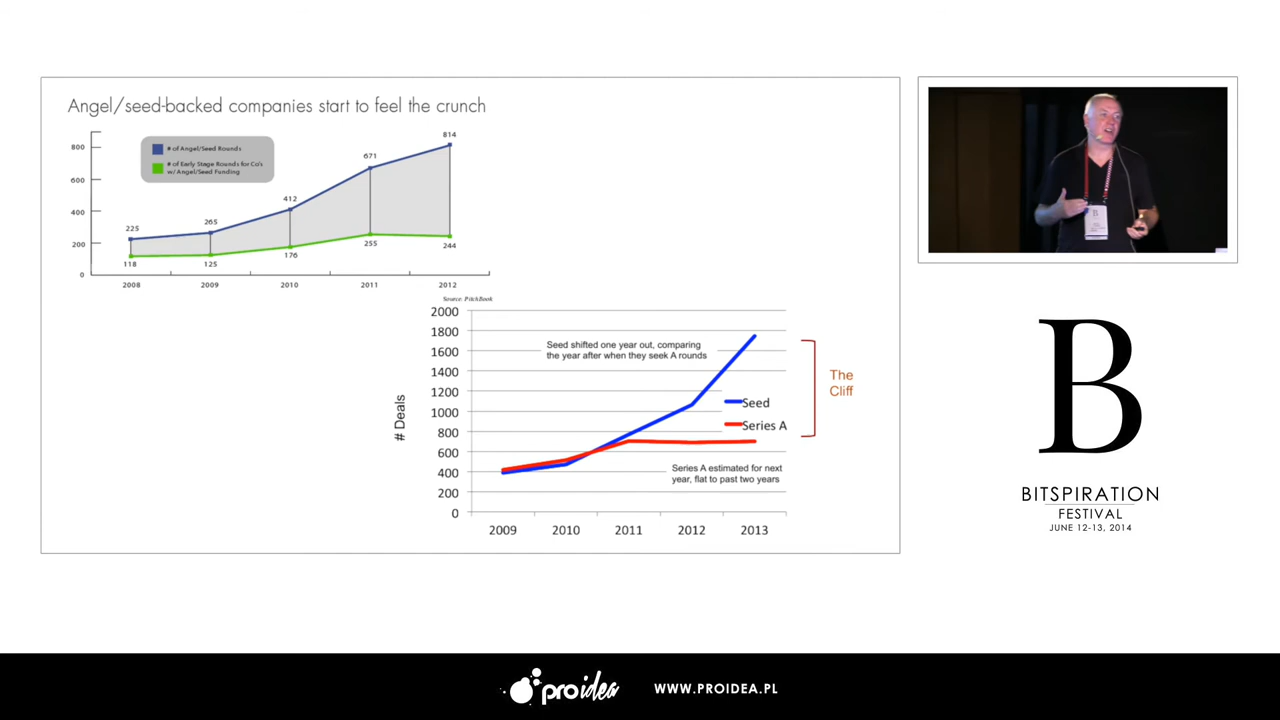 Angel/seed-backed companies start to feel the crunch
# of Angel/Seed Rounds
# of Early Stage Rounds for Co's
w/ Angel/Seed Funding
800
600
400
200
0
225
265
412
671
814
118
125
176
255
244
2008
2009
2010
2011
2012
Source: PitchBook
# Deals
2000
1800
1600
1400
1200
1000
800
600
400
200
0
Seed shifted one year out, comparing
the year after when they seek A rounds
Seed
Series A
Series A estimated for next
year, flat to past two years
2009
2010
2011
2012
2013
The
Cliff
B
B
BITSPIRATION
FESTIVAL
JUNE 12-13, 2014
proidea
WWW.PROIDEA.PL